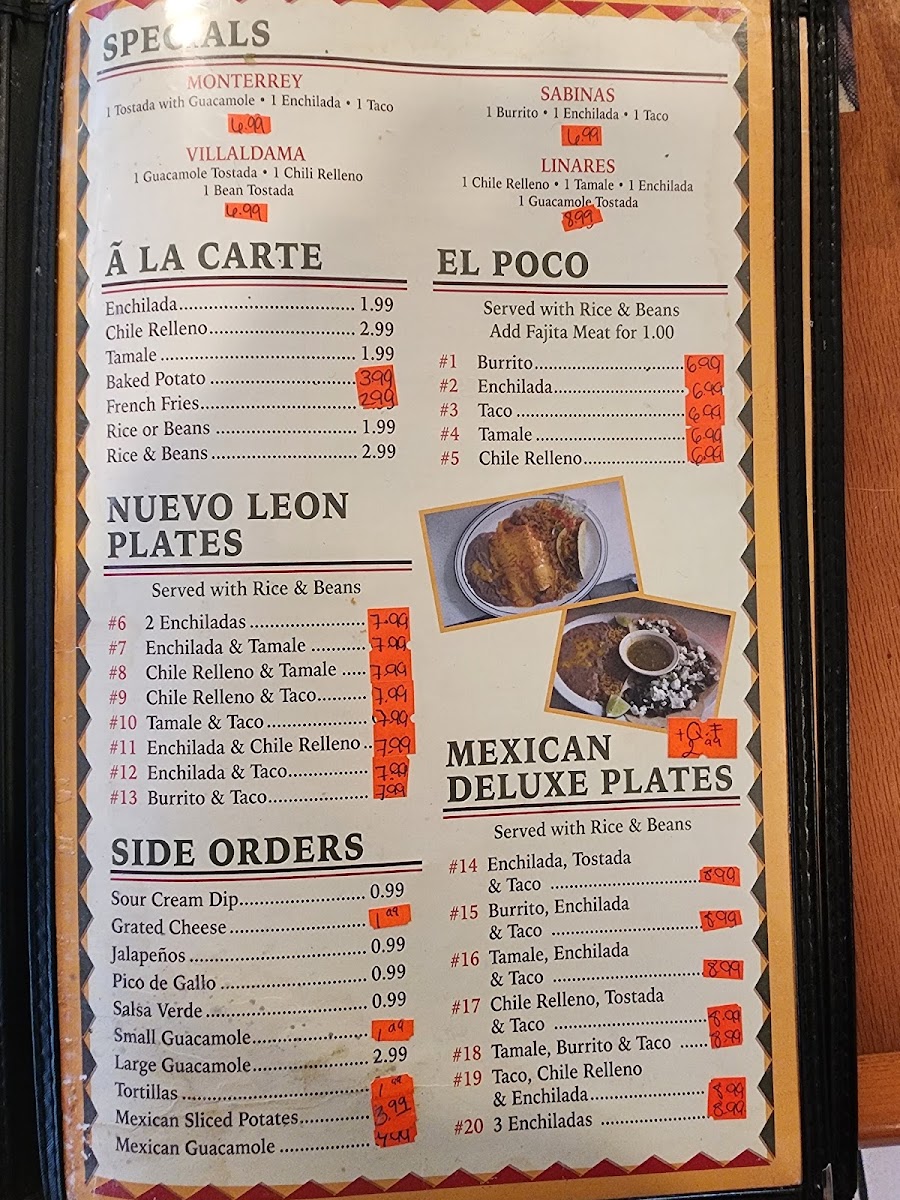 SPECIALS
MONTERREY
1 Tostada with Guacamole • 1 Enchilada • 1 Taco
6.99
VILLALDAMA
1 Guacamole Tostada • 1 Chili Relleno
1 Bean Tostada
6.99
SABINAS
1 Burrito • 1 Enchilada • 1 Taco
6.99
LINARES
1 Chile Relleno • 1 Tamale • 1 Enchilada
1 Guacamole Tostada
8.99
Ã LA CARTE
Enchilada 1.99
Chile Relleno 2.99
Tamale 1.99
Baked Potato 3.99
French Fries 2.99
Rice or Beans 1.99
Rice & Beans 2.99
EL POCO
Served with Rice & Beans
Add Fajita Meat for 1.00
#1 Burrito 6.99
#2 Enchilada 6.99
#3 Taco 6.99
#4 Tamale 6.99
#5 Chile Relleno 6.99
NUEVO LEON
PLATES
Served with Rice & Beans
#6 2 Enchiladas 7.99
#7 Enchilada & Tamale 7.99
#8 Chile Relleno & Tamale 7.99
#9 Chile Relleno & Taco 7.99
#10 Tamale & Taco 7.99
#11 Enchilada & Chile Relleno 7.99
#12 Enchilada & Taco 7.99
#13 Burrito & Taco 7.99
SIDE ORDERS
Sour Cream Dip 0.99
Grated Cheese 1.99
Jalapeños 0.99
Pico de Gallo 0.99
Salsa Verde 0.99
Small Guacamole 1.99
Large Guacamole 2.99
Tortillas 1.99
Mexican Sliced Potates 3.99
Mexican Guacamole 4.99
MEXICAN
DELUXE PLATES
Served with Rice & Beans
#14 Enchilada, Tostada
& Taco 8.99
#15 Burrito, Enchilada
& Taco 8.99
#16 Tamale, Enchilada
& Taco 8.99
#17 Chile Relleno, Tostada
& Taco 8.99
#18 Tamale, Burrito & Taco 8.99
#19 Taco, Chile Relleno
& Enchilada 8.99
#20 3 Enchiladas 8.99